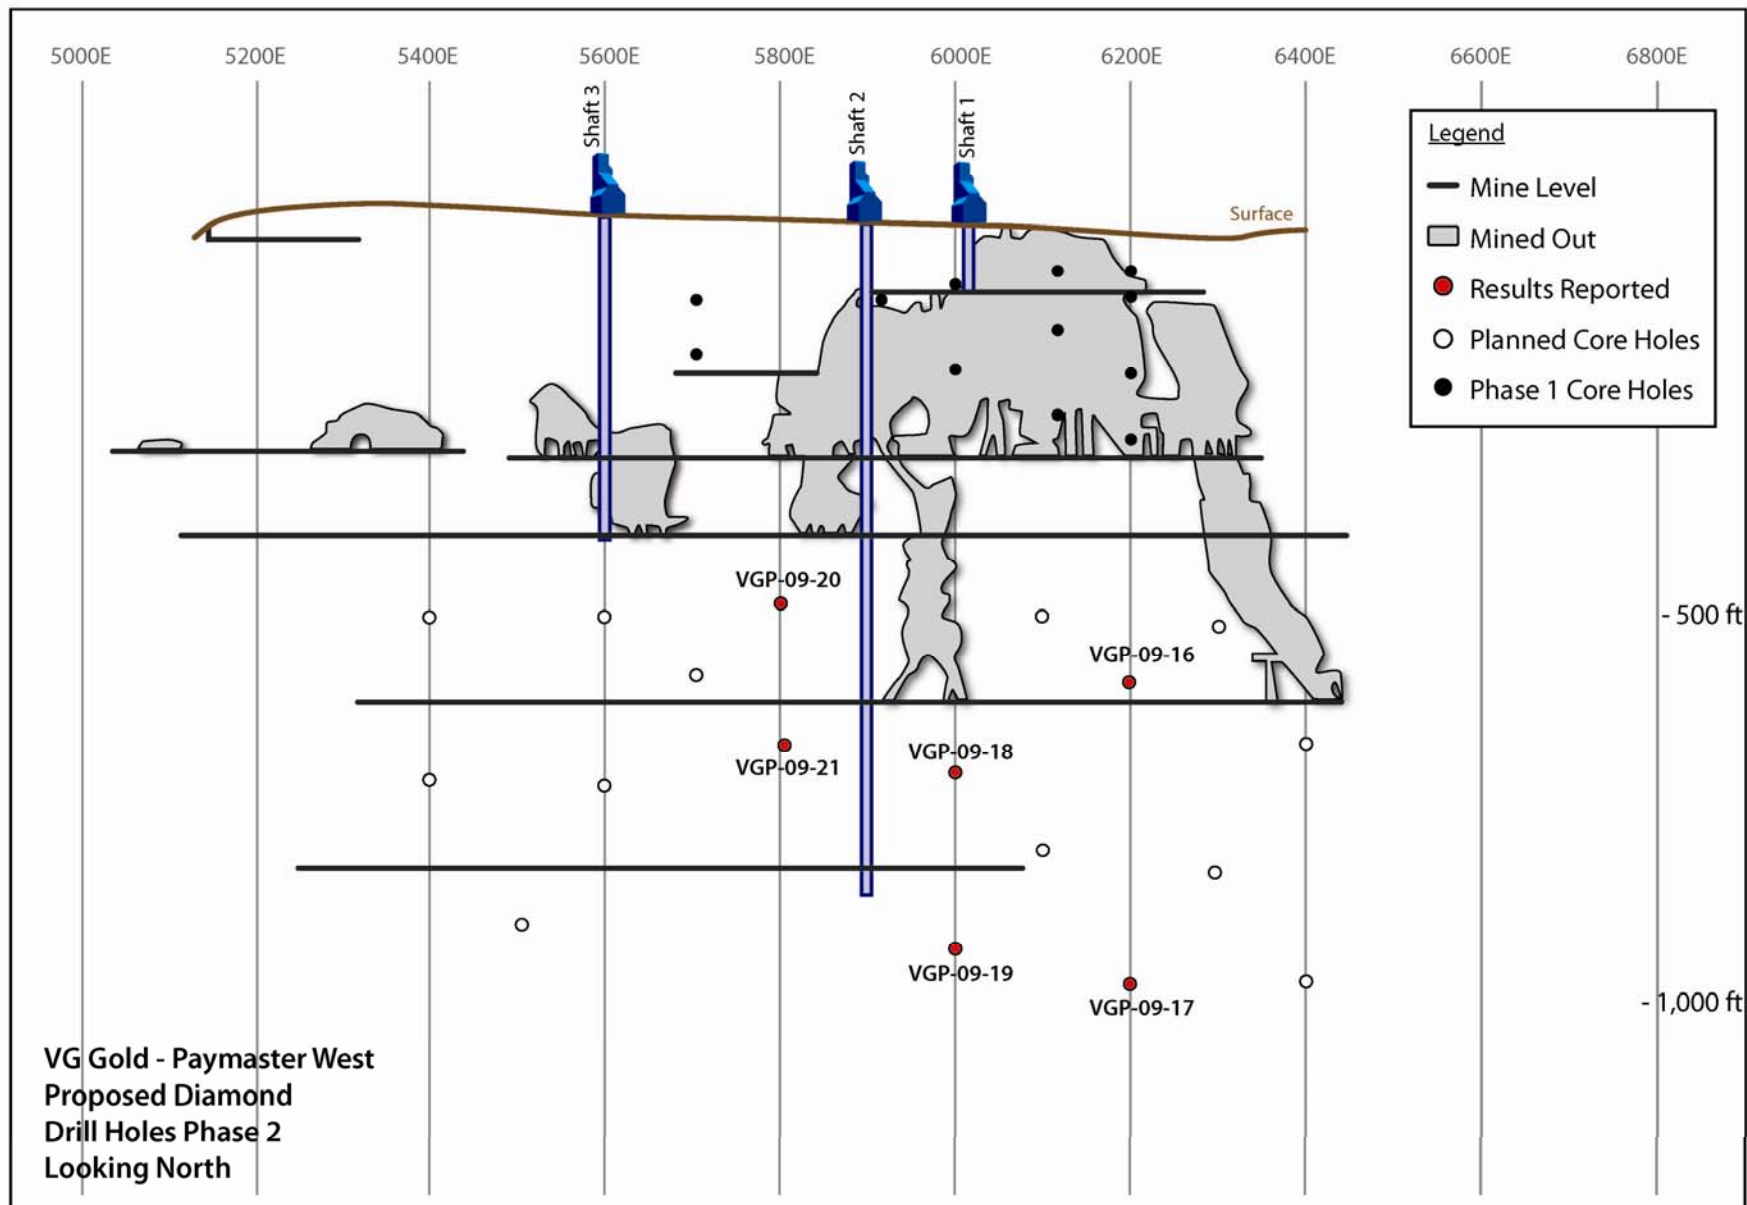 5000E 5200E 5400E 5600E 5800E 6000E 6200E 6400E 6600E 6800E
Shaft 3
Shaft 2
Shaft 1
Surface
Legend
Mine Level
Mined Out
Results Reported
Planned Core Holes
Phase 1 Core Holes
VGP-09-20
- 500 ft
VGP-09-16
VGP-09-18
VGP-09-21
VGP-09-19
- 1,000 ft
VGP-09-17
VG Gold - Paymaster West
Proposed Diamond
Drill Holes Phase 2
Looking North